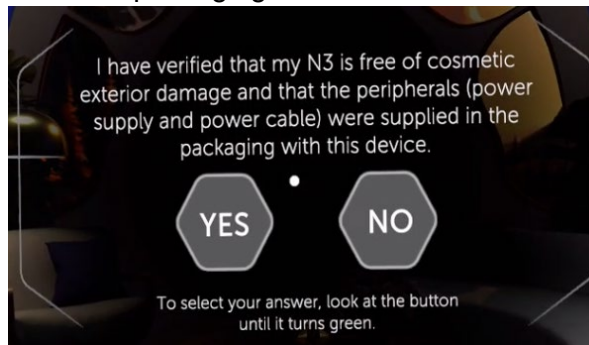 I have verified that my N3 is free of cosmetic
exterior damage and that the peripherals (power
supply and power cable) were supplied in the
packaging with this device.
YES
NO
To select your answer, look at the button
until it turns green.